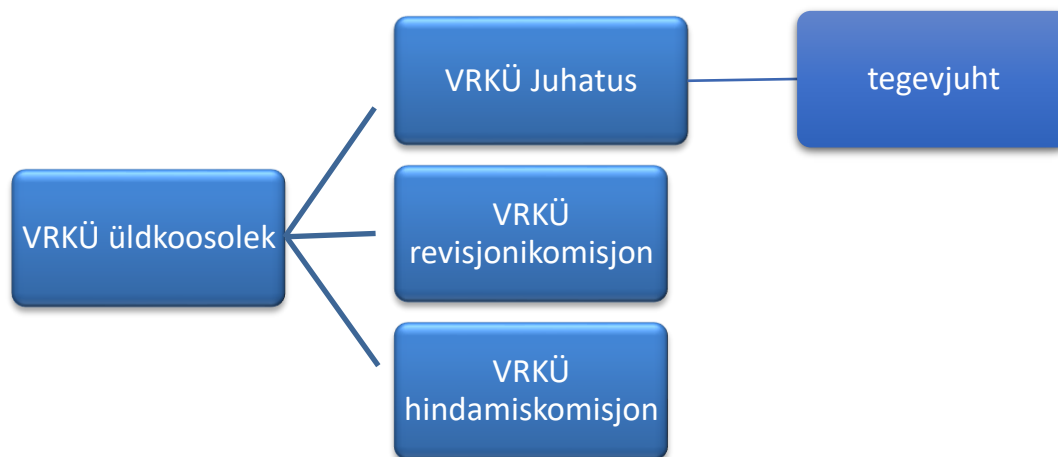 VRKÜ üldkoosolek
VRKÜ Juhatus
tegevjuht
VRKÜ
revisjonikomisjon
VRKÜ
hindamiskomisjon